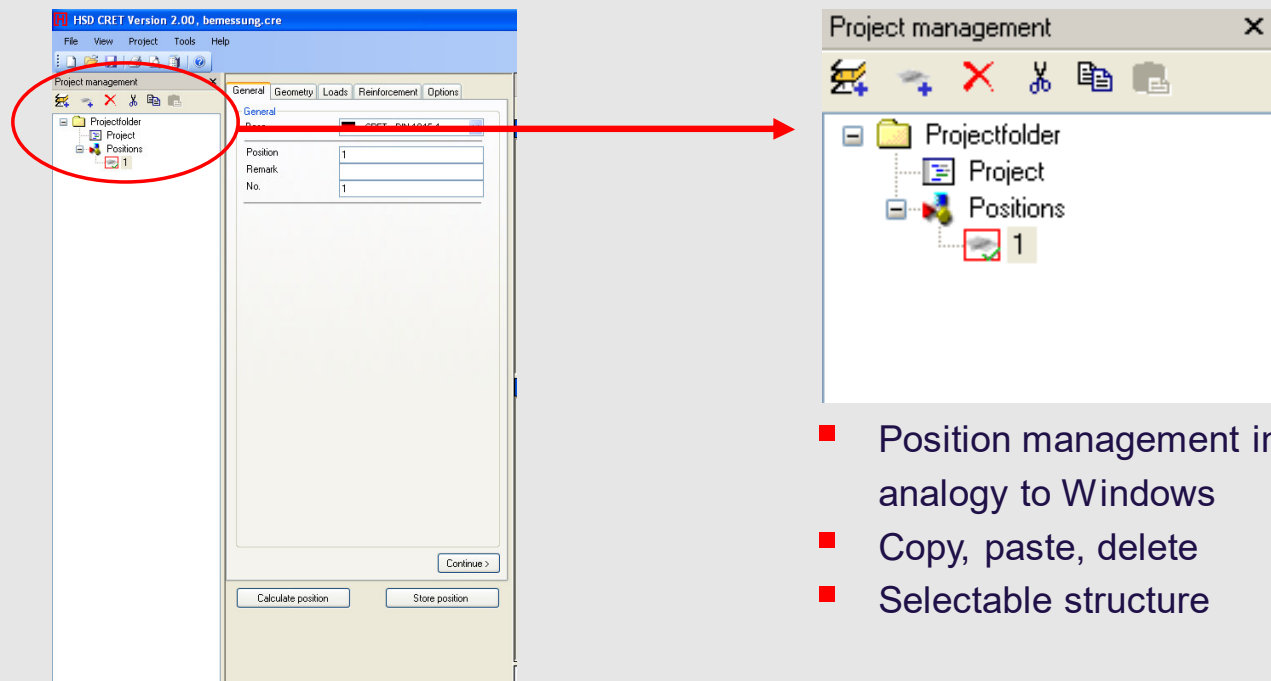 HSD CRET Version 2.00, bemessung.cre
File View Project Tools Help
Project management
Projectfolder
Project
Positions
1
General Geometry Loads Reinforcement Options
General
Position 1
Remark
No. 1
Continue >
Calculate position Store position
Project management
Projectfolder
Project
Positions
1
Position management in
analogy to Windows
Copy, paste, delete
Selectable structure